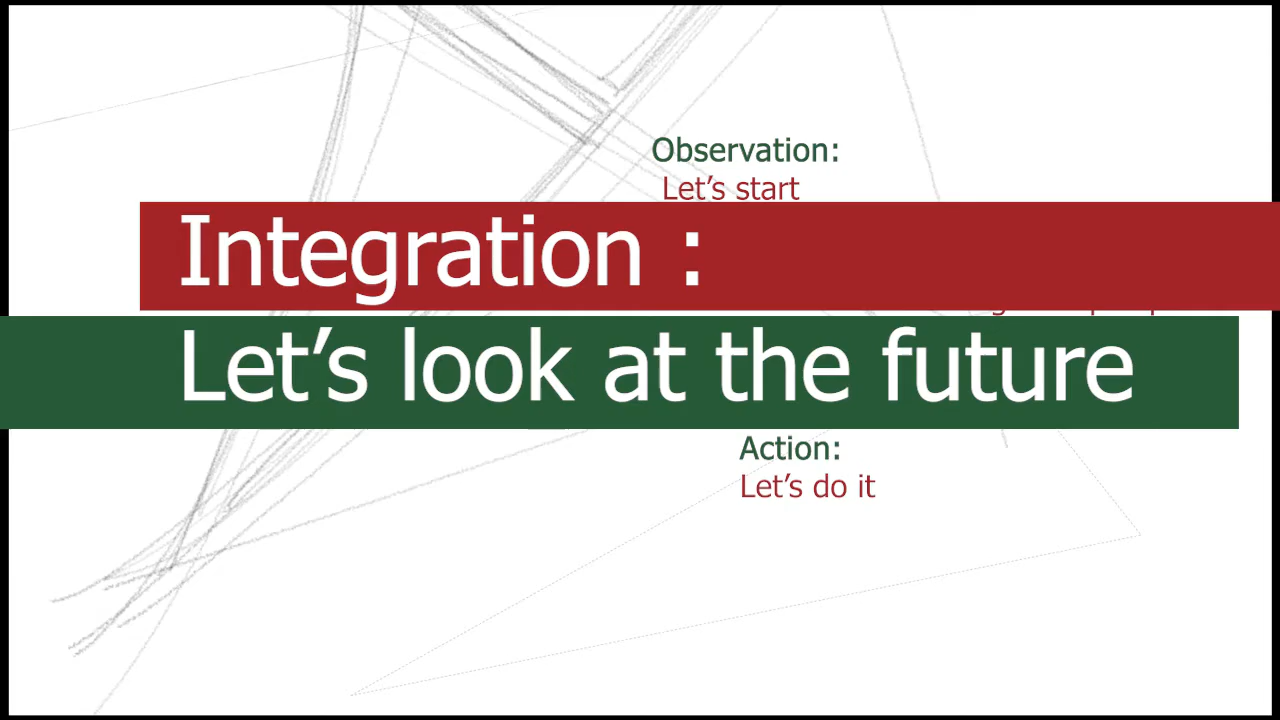 Observation:
Let’s start
Integration :
Let’s look at the future
Action:
Let’s do it